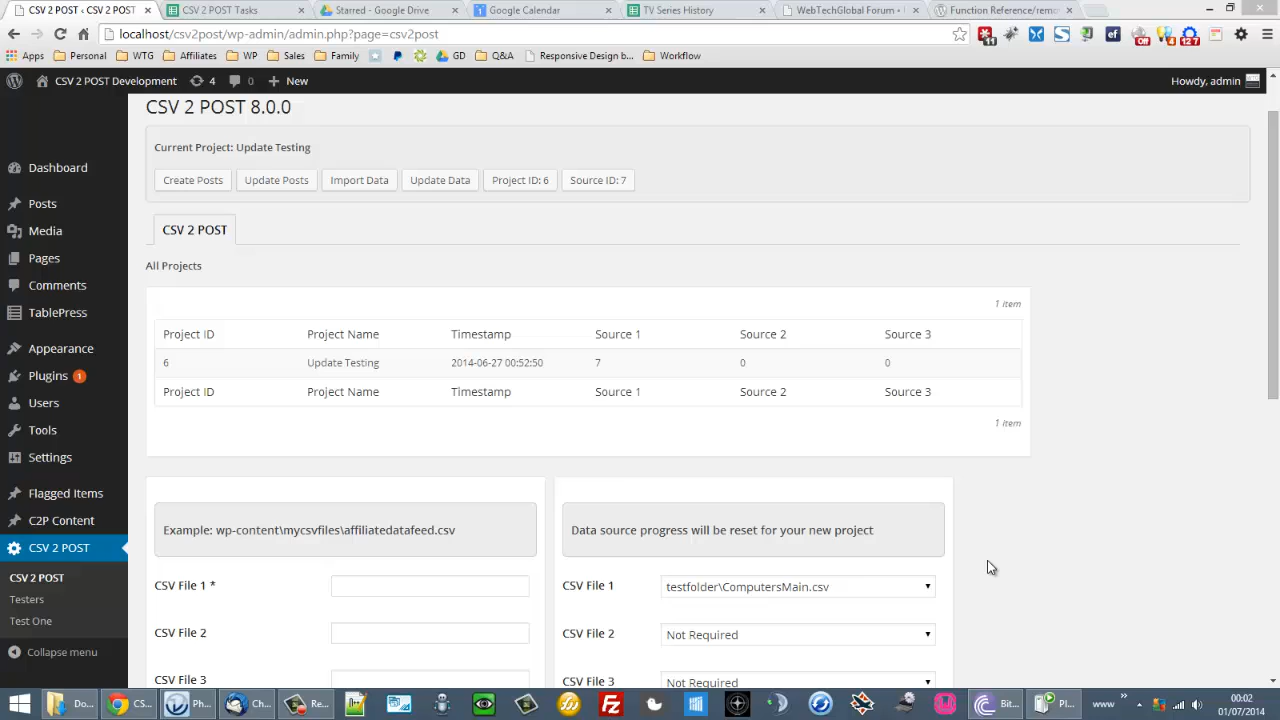 CSV 2 POST ‹ CSV 2 POST
CSV 2 POST Tasks
Starred - Google Drive
Google Calendar
TV Series History
WebTechGlobal Forum •
Function Reference/remo
localhost/csv2post/wp-admin/admin.php?page=csv2post
Apps
Personal
WTG
Affiliates
WP
Sales
Family
GD
Q&A
Responsive Design b...
Workflow
CSV 2 POST Development
4
0
New
Howdy, admin
CSV 2 POST 8.0.0
Current Project: Update Testing
Create Posts
Update Posts
Import Data
Update Data
Project ID: 6
Source ID: 7
CSV 2 POST
All Projects
1 item
Project ID Project Name Timestamp Source 1 Source 2 Source 3
6 Update Testing 2014-06-27 00:52:50 7 0 0
Project ID Project Name Timestamp Source 1 Source 2 Source 3
1 item
Dashboard
Posts
Media
Pages
Comments
TablePress
Appearance
Plugins 1
Users
Tools
Settings
Flagged Items
C2P Content
CSV 2 POST
CSV 2 POST
Testers
Test One
Collapse menu
Example: wp-content\mycsvfiles\affiliatedatafeed.csv
CSV File 1 *
CSV File 2
CSV File 3
Data source progress will be reset for your new project
CSV File 1 testfolder\ComputersMain.csv
CSV File 2 Not Required
CSV File 3 Not Required
Do...
CS...
Ph...
Ch...
Re...
Bit...
Pl...
www
00:02
01/07/2014